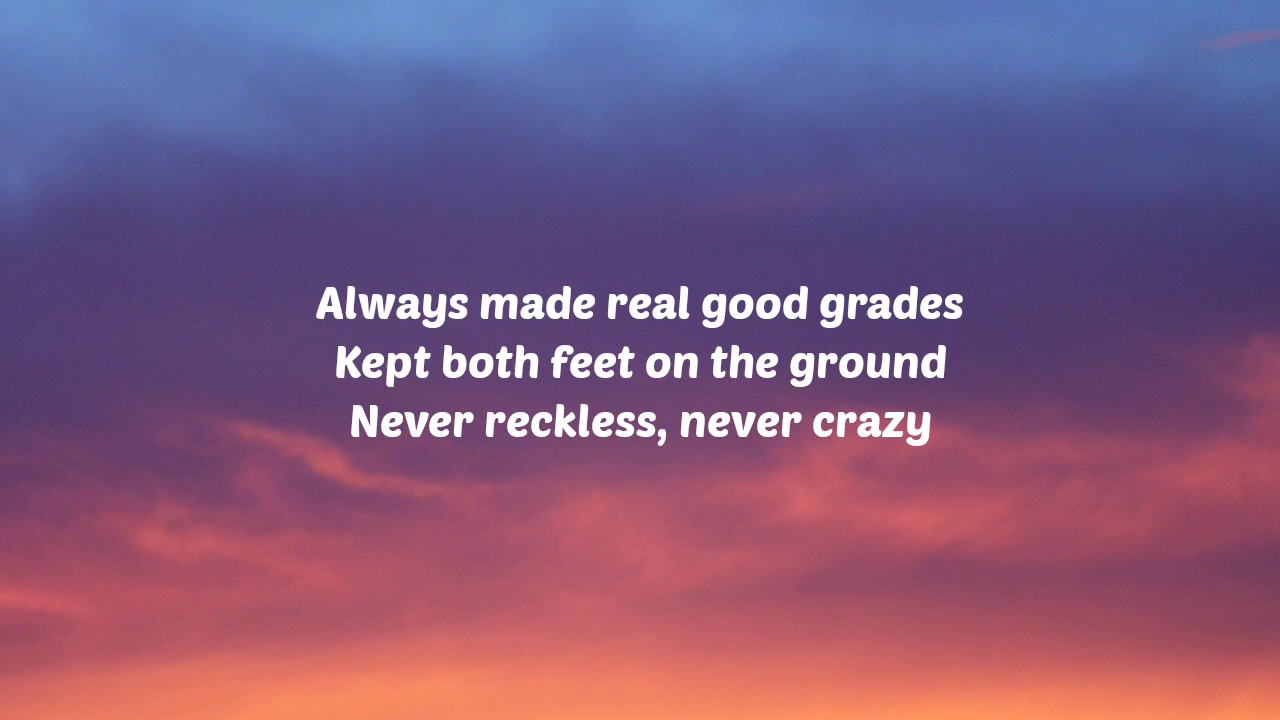 Always made real good grades
Kept both feet on the ground
Never reckless, never crazy